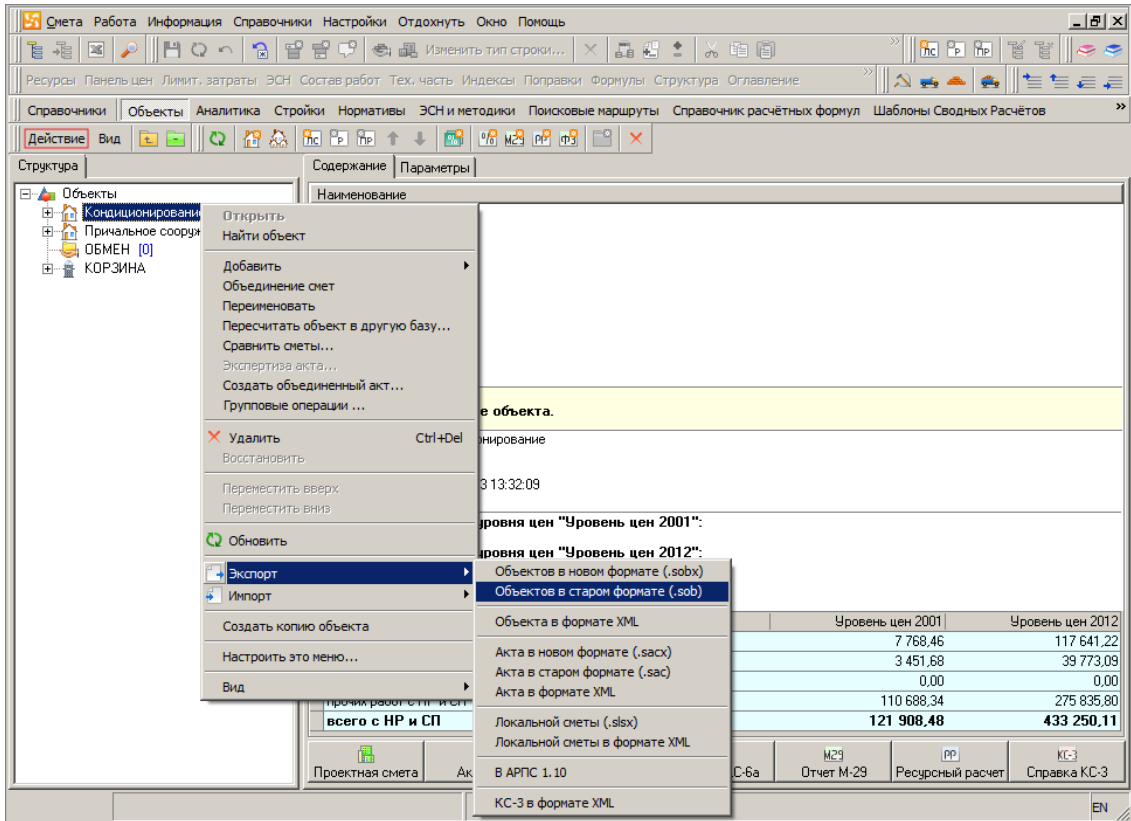 Смета Работа Информация Справочники Настройки Отдохнуть Окно Помощь
Изменить тип строки...
Ресурсы Панель цен Лимит. затраты ЭСН Состав работ Тех. часть Индексы Поправки Формулы Структура Оглавление
Справочники Объекты Аналитика Стройки Нормативы ЭСН и методики Поисковые маршруты Справочник расчётных формул Шаблоны Сводных Расчётов
Действие Вид
Структура
Содержание Параметры
Объекты
Наименование
Кондиционирование
Причальное сооруж
ОБМЕН [0]
КОРЗИНА
Открыть
Найти объект
Добавить
Объединение смет
Переименовать
Пересчитать объект в другую базу...
Сравнить сметы...
Экспертиза акта...
Создать объединенный акт...
Групповые операции ...
Удалить Ctrl+Del
Восстановить
Переместить вверх
Переместить вниз
Обновить
Экспорт
Импорт
Создать копию объекта
Настроить это меню...
Вид
е объекта.
онирование
3 13:32:09
уровня цен "Уровень цен 2001":
уровня цен "Уровень цен 2012":
Объектов в новом формате (.sobx)
Объектов в старом формате (.sob)
Объекта в формате XML
Акта в новом формате (.sacx)
Акта в старом формате (.sac)
Акта в формате XML
Локальной сметы (.slsx)
Локальной сметы в формате XML
В АРПС 1.10
КС-3 в формате XML
Уровень цен 2001 Уровень цен 2012
7 768,46 117 641,22
3 451,68 39 773,09
0,00 0,00
прочих работ с НР и СП 110 688,34 275 835,80
всего с НР и СП 121 908,48 433 250,11
Проектная смета Ак С-6а Отчет М-29 Ресурсный расчет Справка КС-3
EN